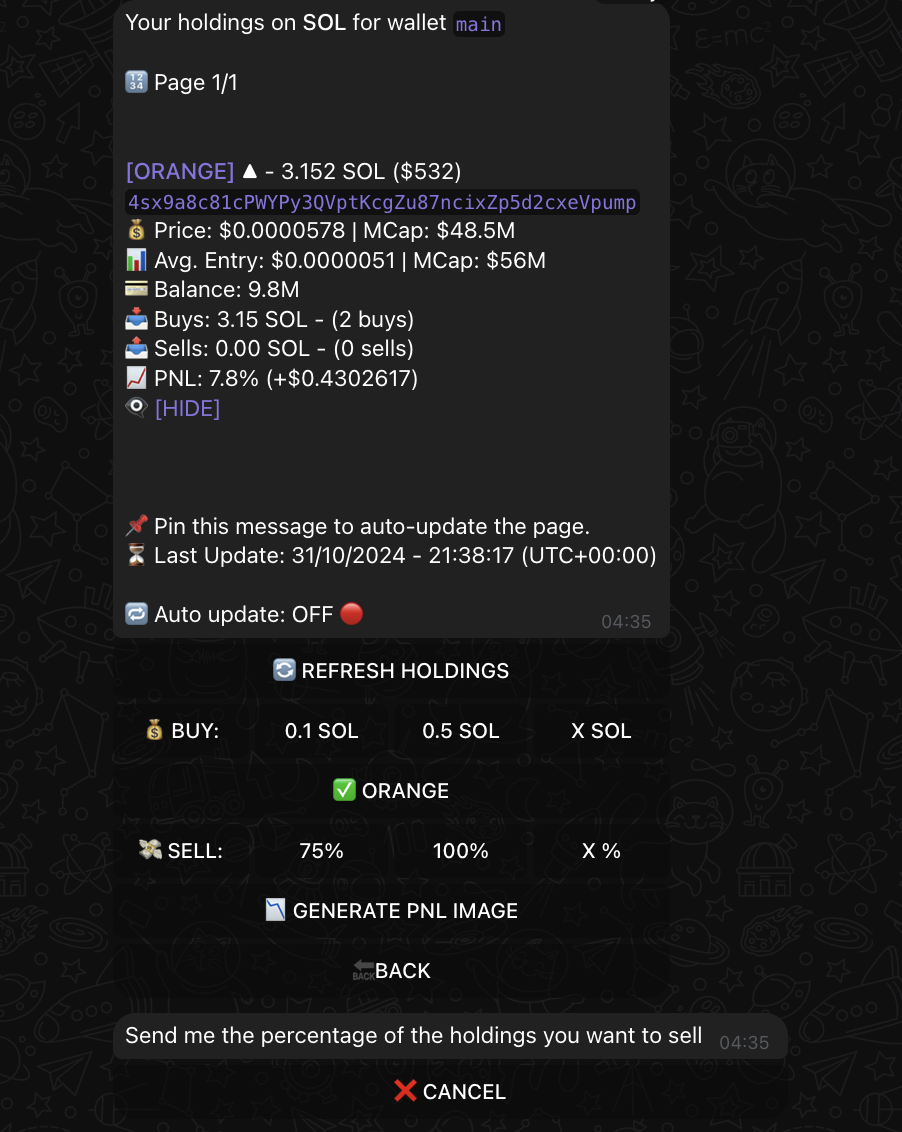 Your holdings on SOL for wallet main
🔢 Page 1/1
[ORANGE] ▲ - 3.152 SOL ($532)
4sx9a8c81cPWYPy3QVptKcgZu87ncixZp5d2cxeVpump
💰 Price: $0.0000578 | MCap: $48.5M
📊 Avg. Entry: $0.0000051 | MCap: $56M
💳 Balance: 9.8M
📥 Buys: 3.15 SOL - (2 buys)
📤 Sells: 0.00 SOL - (0 sells)
📈 PNL: 7.8% (+$0.4302617)
👁‍🗨 [HIDE]
📌 Pin this message to auto-update the page.
⏳ Last Update: 31/10/2024 - 21:38:17 (UTC+00:00)
🔁 Auto update: OFF 🔴
04:35
🔄 REFRESH HOLDINGS
💰 BUY: 0.1 SOL 0.5 SOL X SOL
✅ ORANGE
💸 SELL: 75% 100% X %
📉 GENERATE PNL IMAGE
🔙BACK
Send me the percentage of the holdings you want to sell 04:35
❌ CANCEL